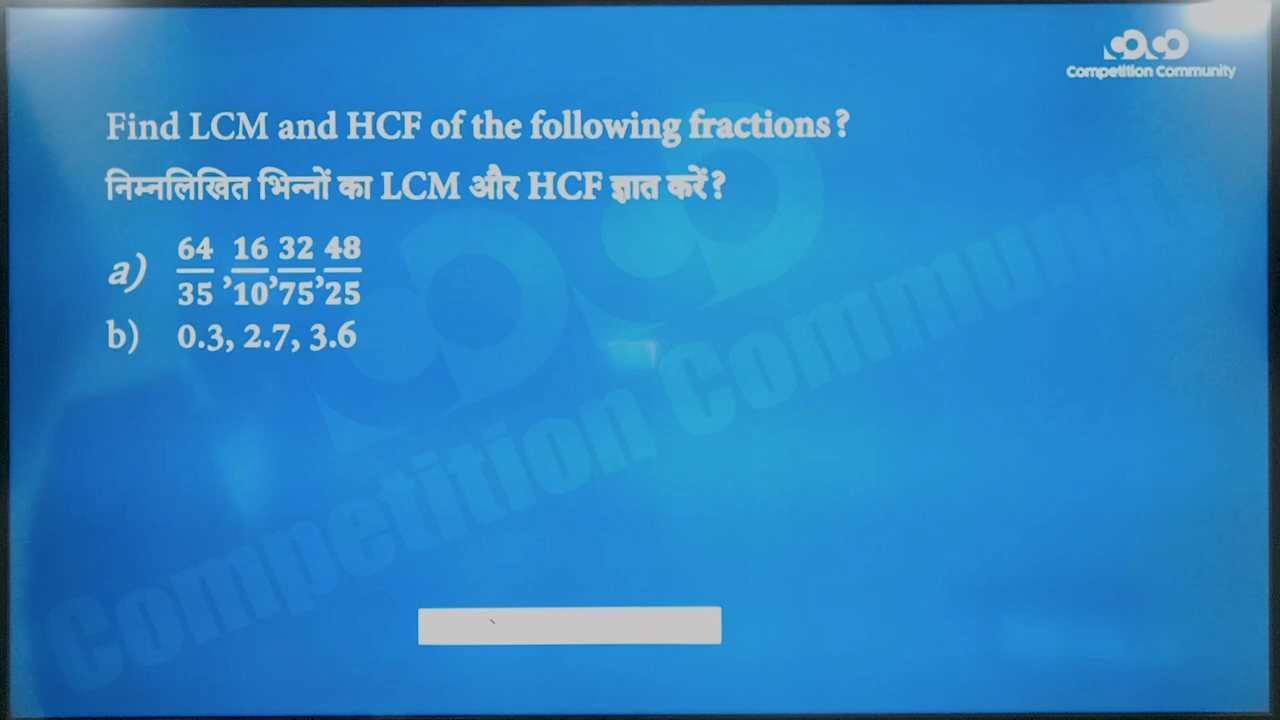 Competition Community
Find LCM and HCF of the following fractions?
निम्नलिखित भिन्नों का LCM और HCF ज्ञात करें?
a) 64/35, 16/10, 32/75, 48/25
b) 0.3, 2.7, 3.6
Competition Community